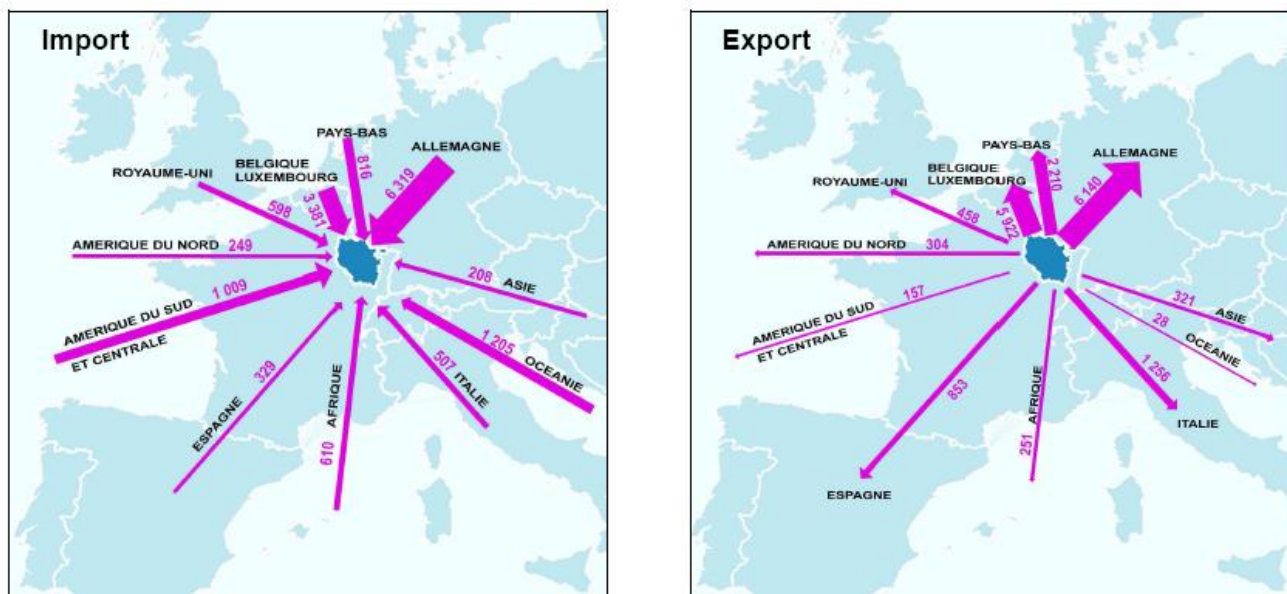 Import
PAYS-BAS
816
ALLEMAGNE
6 319
BELGIQUE
LUXEMBOURG
3 381
ROYAUME-UNI
598
AMERIQUE DU NORD
249
AMERIQUE DU SUD
ET CENTRALE
1 009
208
ASIE
1 205
OCEANIE
507
ITALIE
329
ESPAGNE
AFRIQUE
610
Export
PAYS-BAS
2 210
ALLEMAGNE
6 140
BELGIQUE
LUXEMBOURG
5 922
ROYAUME-UNI
458
AMERIQUE DU NORD
304
157
AMERIQUE DU SUD
ET CENTRALE
321
ASIE
28
OCEANIE
1 256
ITALIE
853
ESPAGNE
AFRIQUE
251